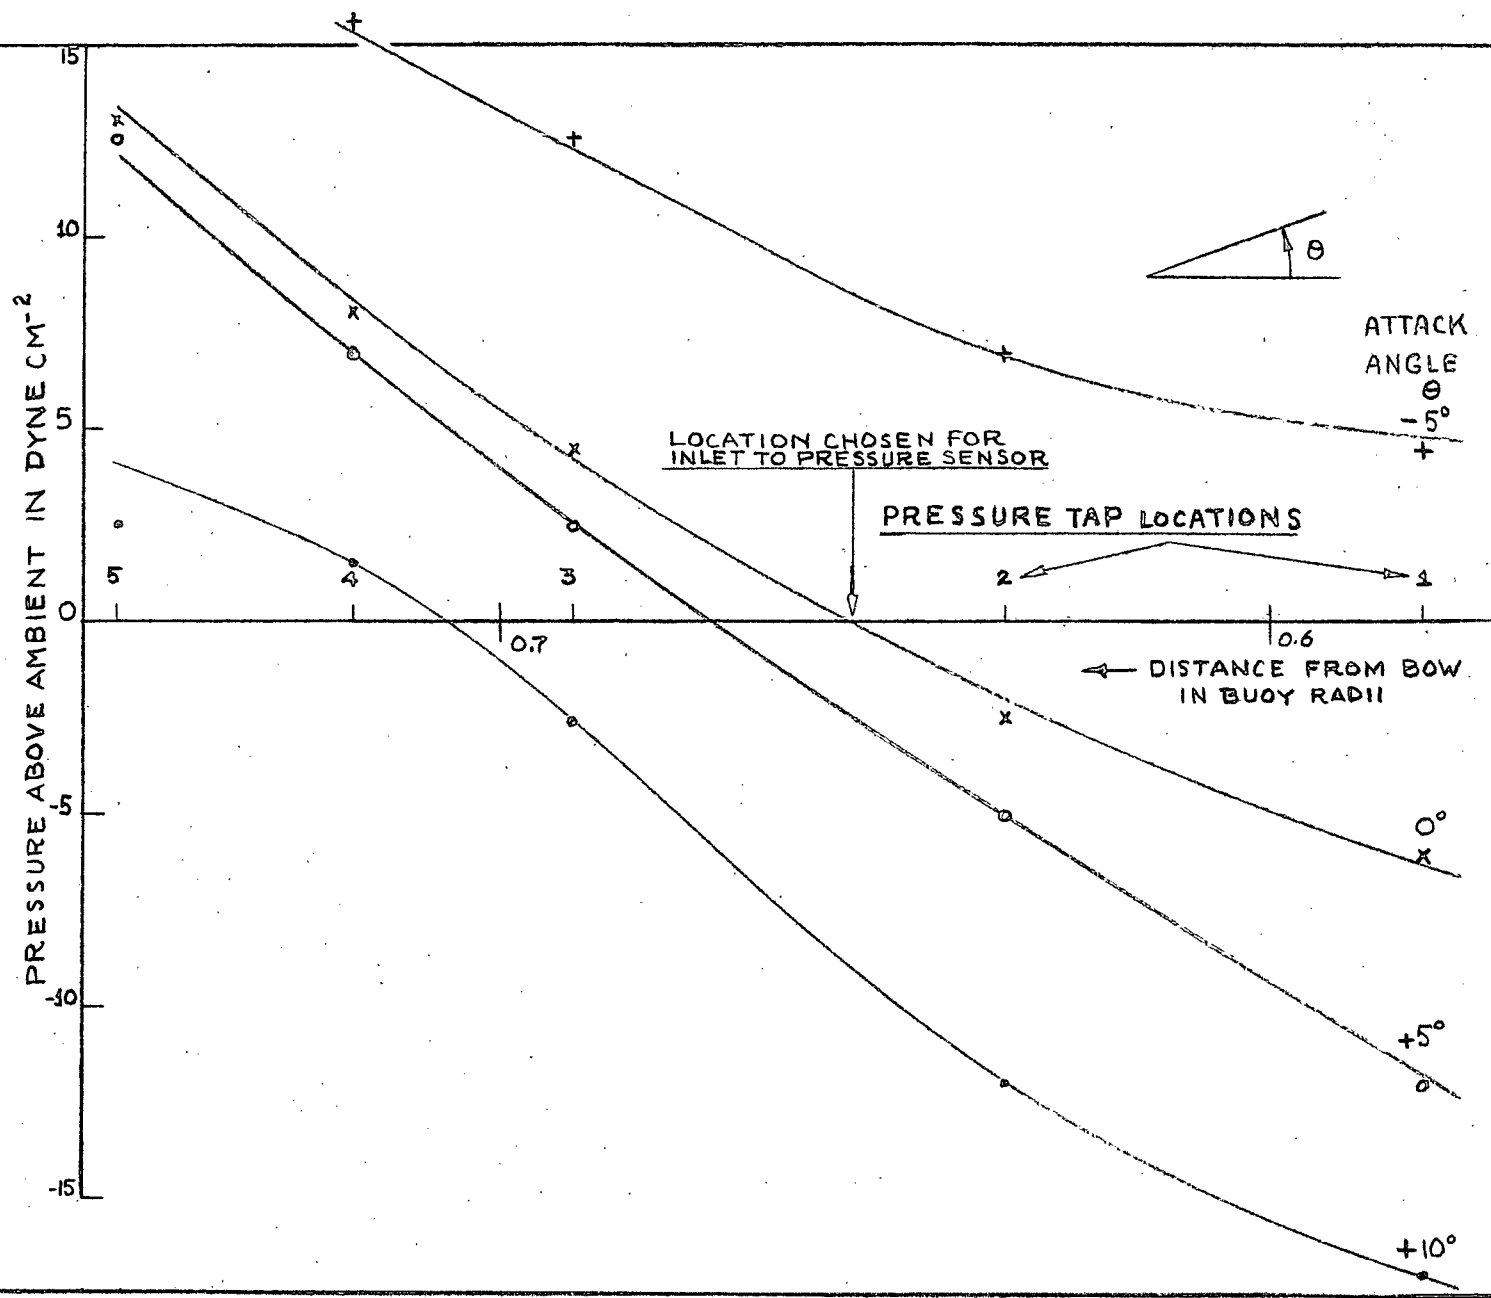 15
10
5
0
-5
-10
-15
PRESSURE ABOVE AMBIENT IN DYNE CM-2
θ
ATTACK
ANGLE
θ
-5°
LOCATION CHOSEN FOR
INLET TO PRESSURE SENSOR
PRESSURE TAP LOCATIONS
5 4 3 2 1
0.7 0.6
DISTANCE FROM BOW
IN BUOY RADII
0°
+5°
+10°